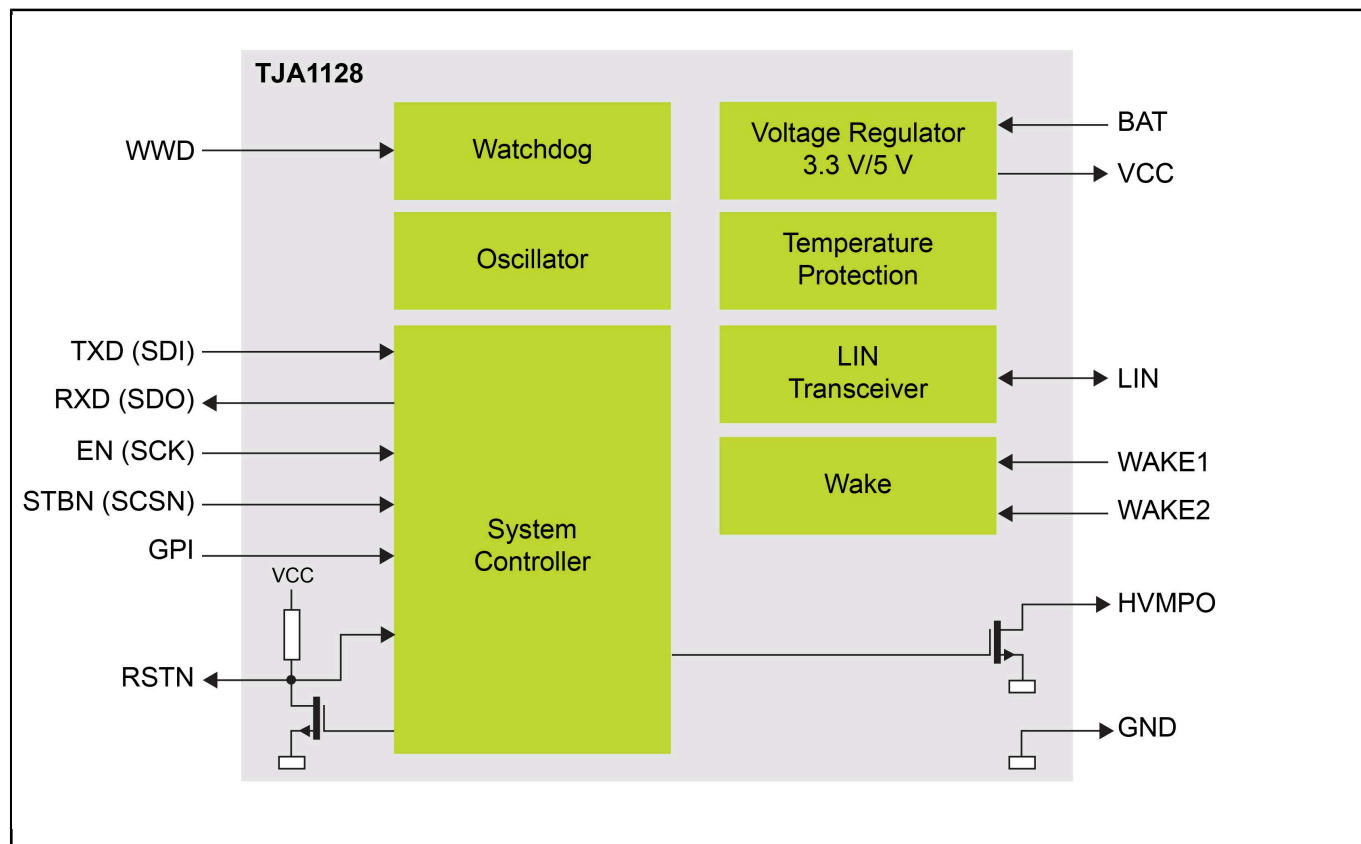 TJA1128
WWD
Watchdog
Voltage Regulator
3.3 V/5 V
BAT
VCC
Oscillator
Temperature
Protection
TXD (SDI)
RXD (SDO)
EN (SCK)
STBN (SCSN)
GPI
VCC
RSTN
System
Controller
LIN
Transceiver
LIN
Wake
WAKE1
WAKE2
HVMPO
GND